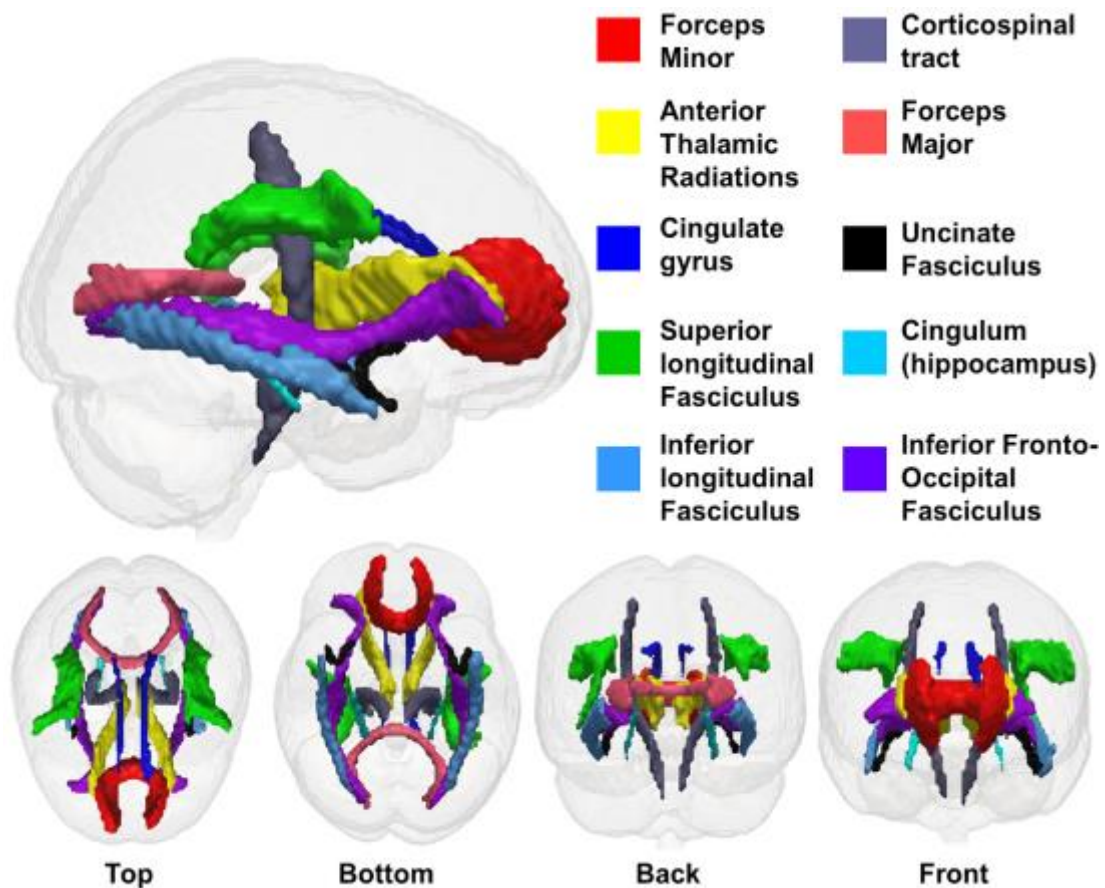 Forceps
Minor
Corticospinal
tract
Anterior
Thalamic
Radiations
Forceps
Major
Cingulate
gyrus
Uncinate
Fasciculus
Superior
longitudinal
Fasciculus
Cingulum
(hippocampus)
Inferior
longitudinal
Fasciculus
Inferior Fronto-
Occipital
Fasciculus
Top
Bottom
Back
Front